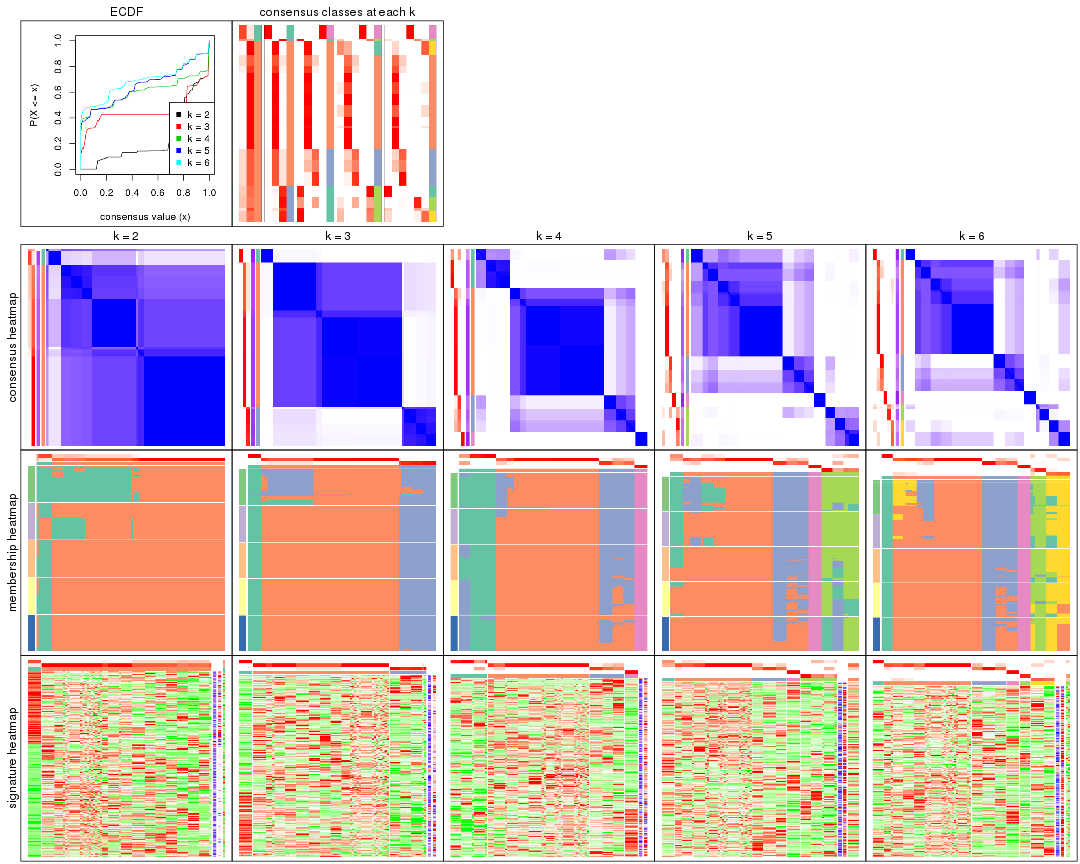 ECDF
consensus classes at each k
P(X <= x)
0.0 0.2 0.4 0.6 0.8 1.0
k = 2
k = 3
k = 4
k = 5
k = 6
0.0 0.2 0.4 0.6 0.8 1.0
consensus value (x)
k = 2
k = 3
k = 4
k = 5
k = 6
consensus heatmap
membership heatmap
signature heatmap